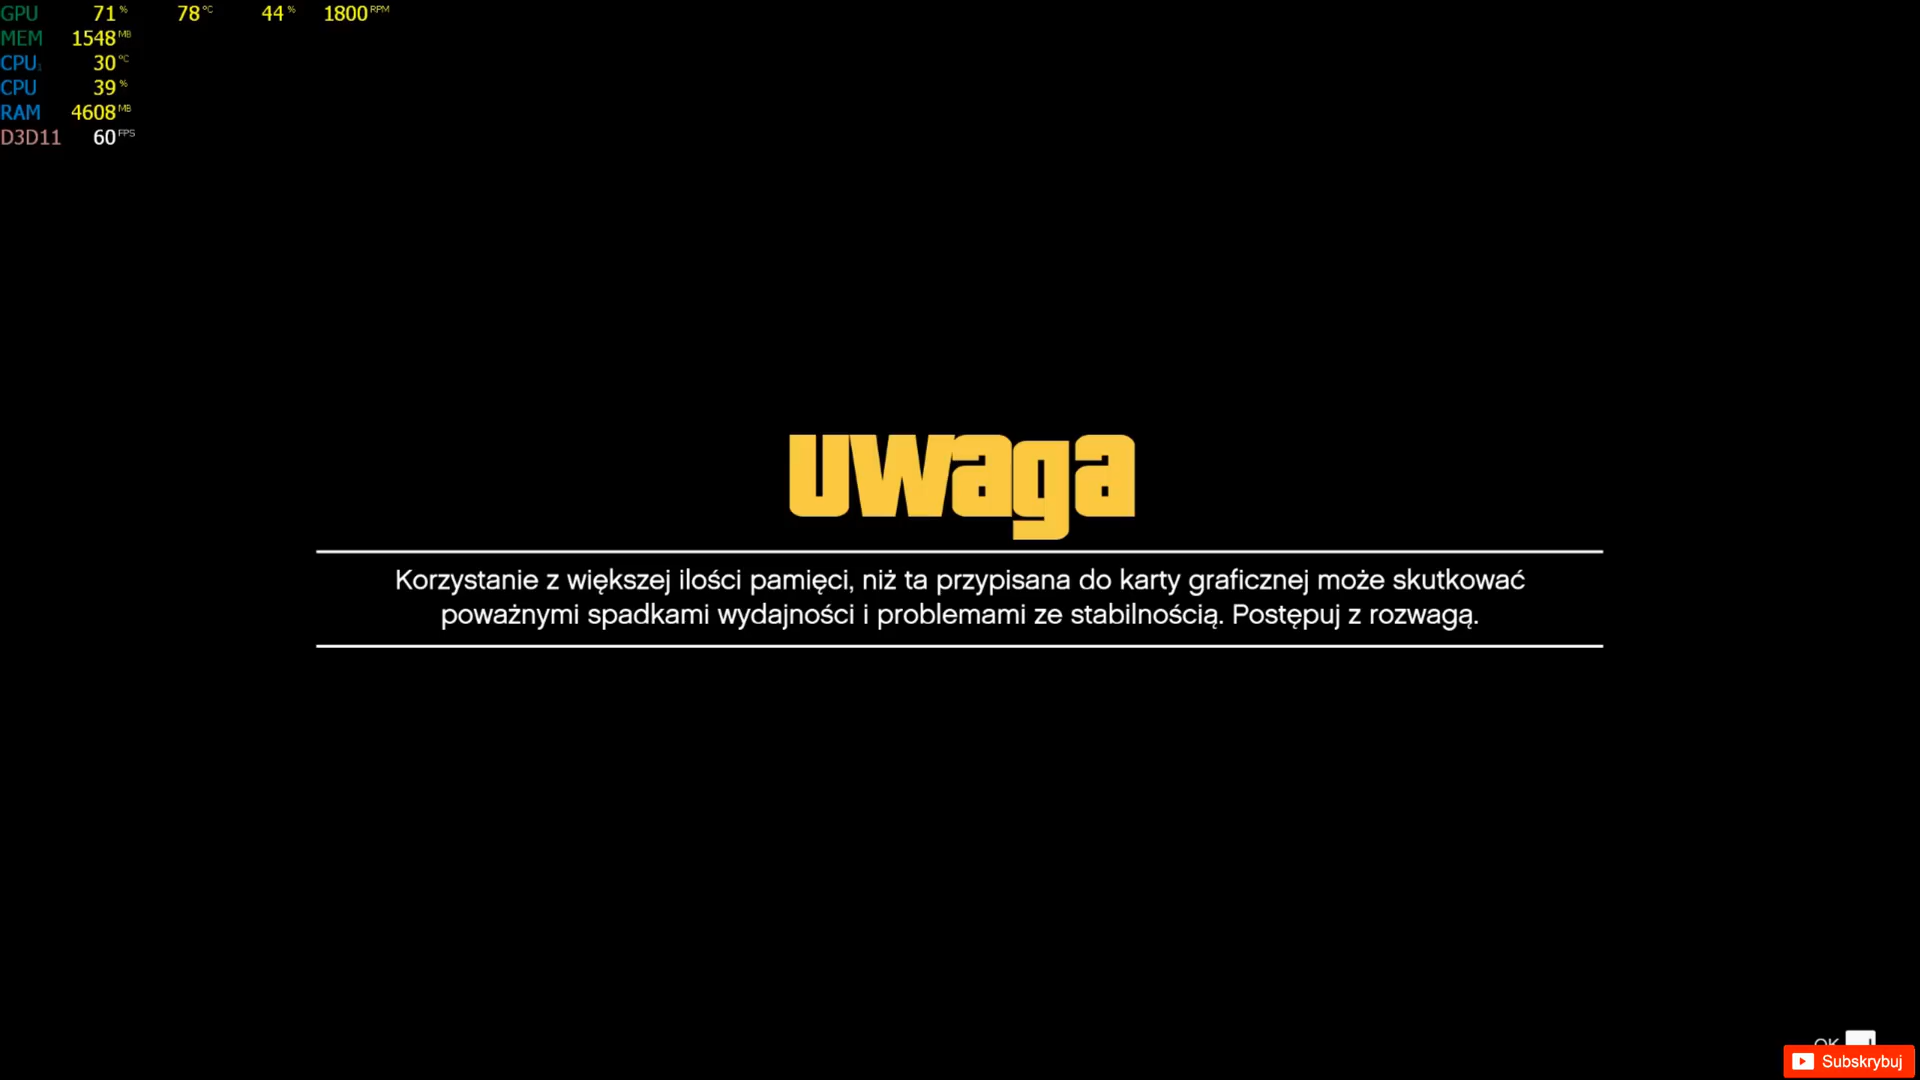 GPU 71 % 78 °C 44 % 1800 RPM
MEM 1548 MB
CPU 30 °C
CPU 39 %
RAM 4608 MB
D3D11 60 FPS
uwaga
Korzystanie z większej ilości pamięci, niż ta przypisana do karty graficznej może skutkować
poważnymi spadkami wydajności i problemami ze stabilnością. Postępuj z rozwagą.
OK
Subskrybuj